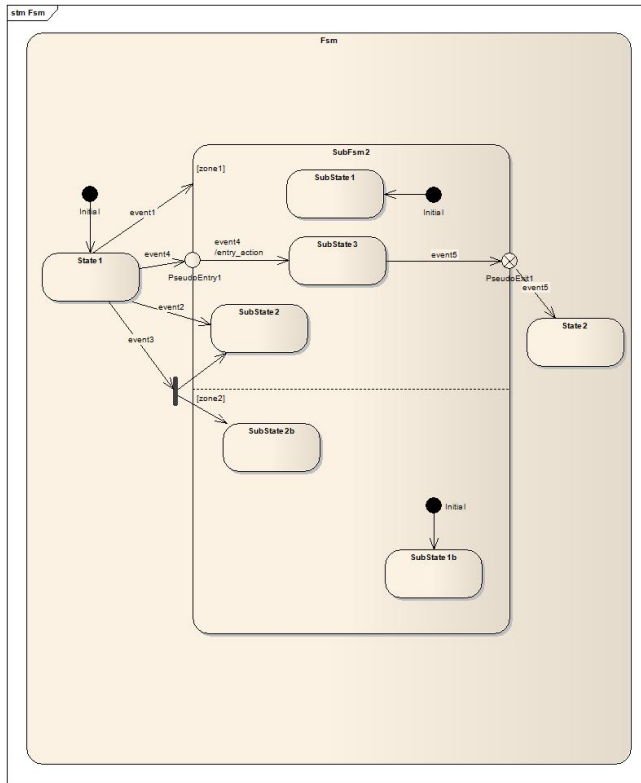 stm Fsm
Fsm
SubFsm2
[zone1]
SubState1
Initial
Initial
event1
State1
event4
event4
/entry_action
SubState3
event5
PseudoEntry1
PseudoExit1
event5
event2
SubState2
State2
event3
[zone2]
SubState2b
Initial
SubState1b